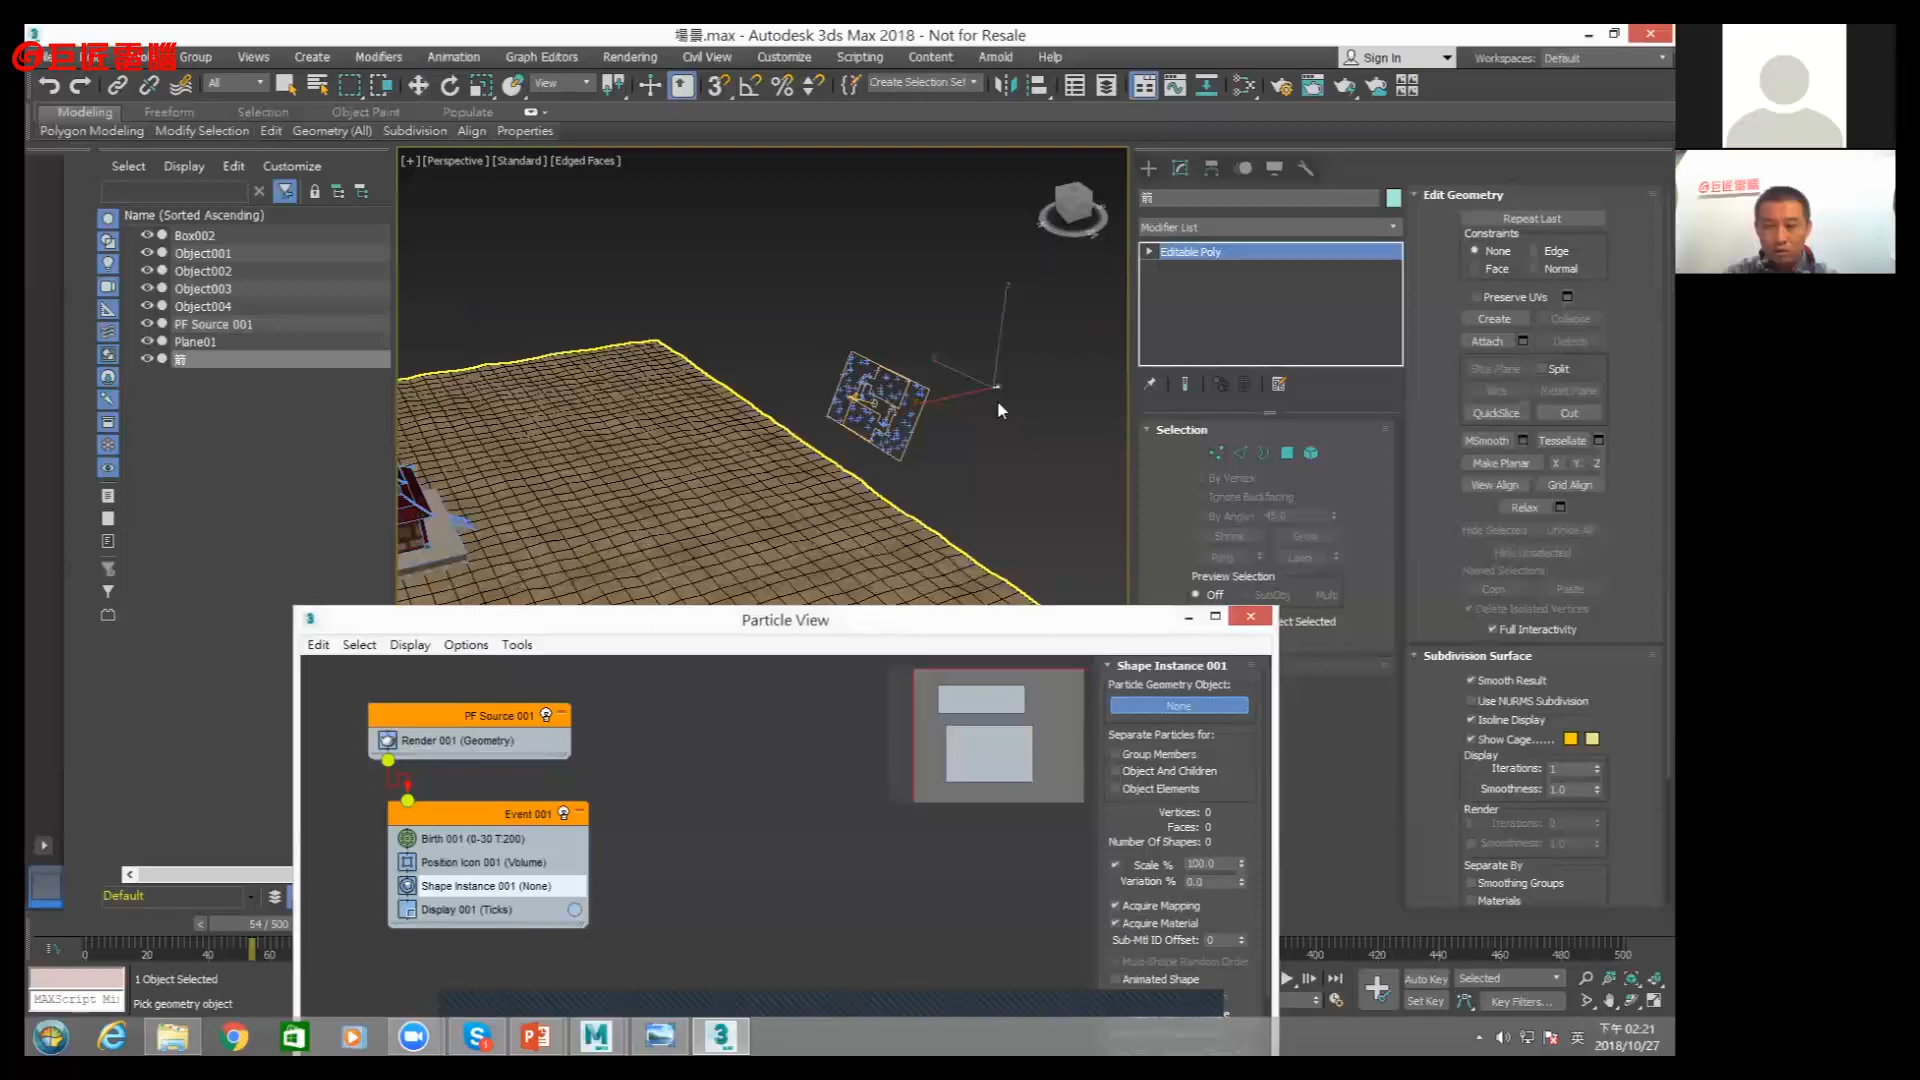 場景.max - Autodesk 3ds Max 2018 - Not for Resale
巨匠電腦
Group Views Create Modifiers Animation Graph Editors Rendering Civil View Customize Scripting Content Arnold Help
Sign In
Workspaces: Default
All
View
Create Selection Set
Modeling Freeform Selection Object Paint Populate
Polygon Modeling Modify Selection Edit Geometry (All) Subdivision Align Properties
Select Display Edit Customize
Name (Sorted Ascending)
Box002
Object001
Object002
Object003
Object004
PF Source 001
Plane01
箭
[+] [Perspective] [Standard] [Edged Faces]
箭
Modifier List
Editable Poly
Selection
By Vertex
Ignore Backfacing
By Angle: 45.0
Shrink Grow
Ring Loop
Preview Selection
Off SubObj Multi
ct Selected
Edit Geometry
Repeat Last
Constraints
None Edge
Face Normal
Preserve UVs
Create Collapse
Attach Detach
Slice Plane Split
Slice Reset Plane
QuickSlice Cut
MSmooth Tessellate
Make Planar X Y Z
View Align Grid Align
Relax
Hide Selected Unhide All
Hide Unselected
Named Selections:
Copy Paste
Delete Isolated Vertices
Full Interactivity
Subdivision Surface
Smooth Result
Use NURMS Subdivision
Isoline Display
Show Cage......
Display
Iterations: 1
Smoothness: 1.0
Render
Iterations: 0
Smoothness: 1.0
Separate By
Smoothing Groups
Materials
Particle View
Edit Select Display Options Tools
PF Source 001
Render 001 (Geometry)
Event 001
Birth 001 (0-30 T:200)
Position Icon 001 (Volume)
Shape Instance 001 (None)
Display 001 (Ticks)
Shape Instance 001
Particle Geometry Object:
None
Separate Particles for:
Group Members
Object And Children
Object Elements
Vertices: 0
Faces: 0
Number Of Shapes: 0
Scale % 100.0
Variation % 0.0
Acquire Mapping
Acquire Material
Sub-Mtl ID Offset: 0
Multi-Shape Random Order
Animated Shape
Default
54 / 500
0 20 40 60
400 420 440 460 480 500
1 Object Selected
Pick geometry object
MAXScript Mi
Auto Key Selected
Set Key Key Filters...
英
下午 02:21
2018/10/27
巨匠電腦